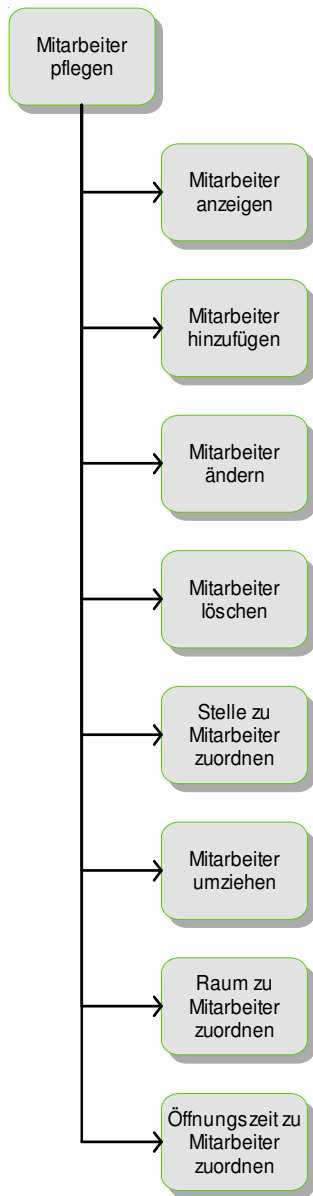 Mitarbeiter
pflegen
Mitarbeiter
anzeigen
Mitarbeiter
hinzufügen
Mitarbeiter
ändern
Mitarbeiter
löschen
Stelle zu
Mitarbeiter
zuordnen
Mitarbeiter
umziehen
Raum zu
Mitarbeiter
zuordnen
Öffnungszeit zu
Mitarbeiter
zuordnen